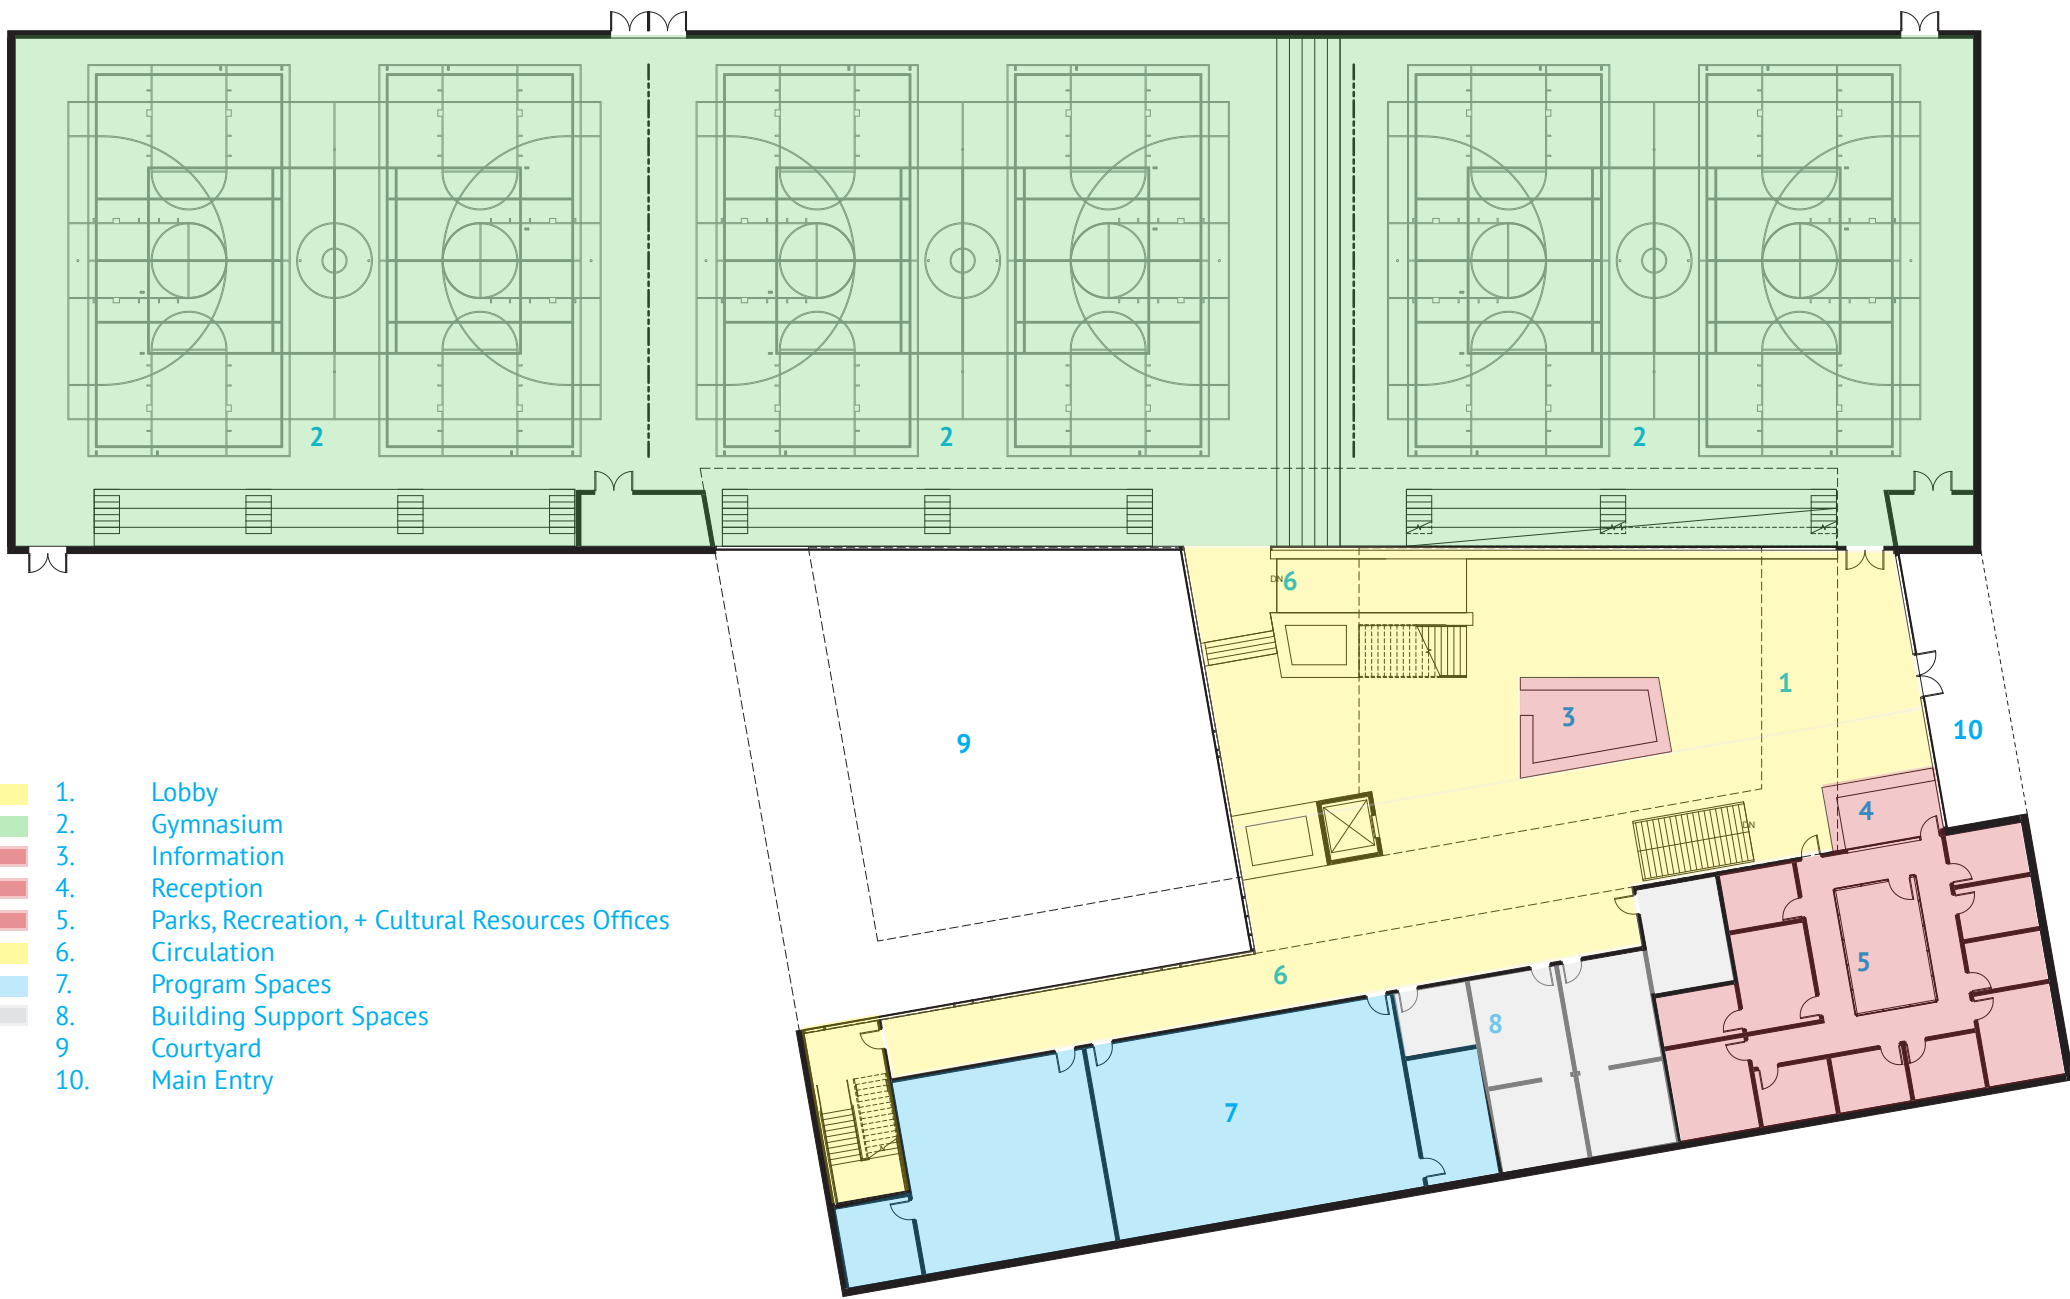 2 2 2
DN 6
1
3
9
10
4
DN
5
6
8
7
1. Lobby
2. Gymnasium
3. Information
4. Reception
5. Parks, Recreation, + Cultural Resources Offices
6. Circulation
7. Program Spaces
8. Building Support Spaces
9 Courtyard
10. Main Entry